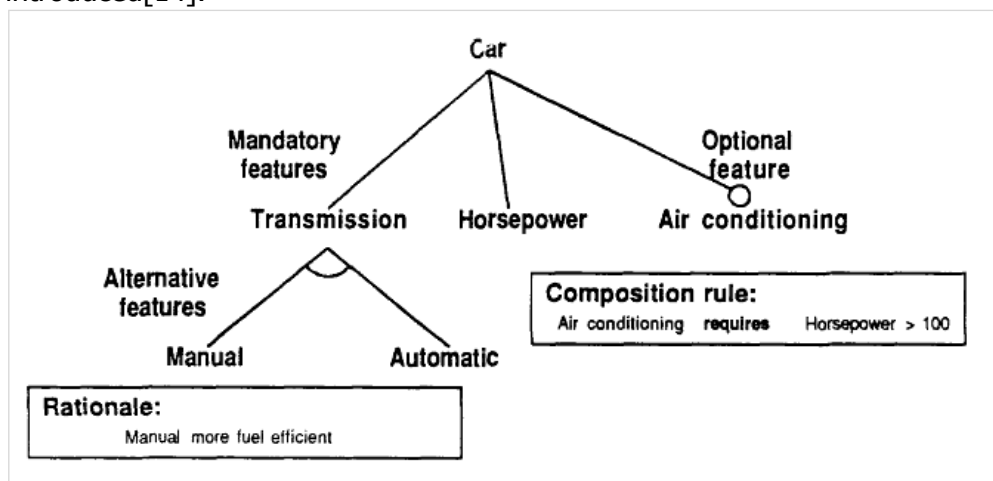 Car
Mandatory
features
Optional
feature
Transmission
Horsepower
Air conditioning
Alternative
features
Composition rule:
Air conditioning requires Horsepower > 100
Manual
Automatic
Rationale:
Manual more fuel efficient